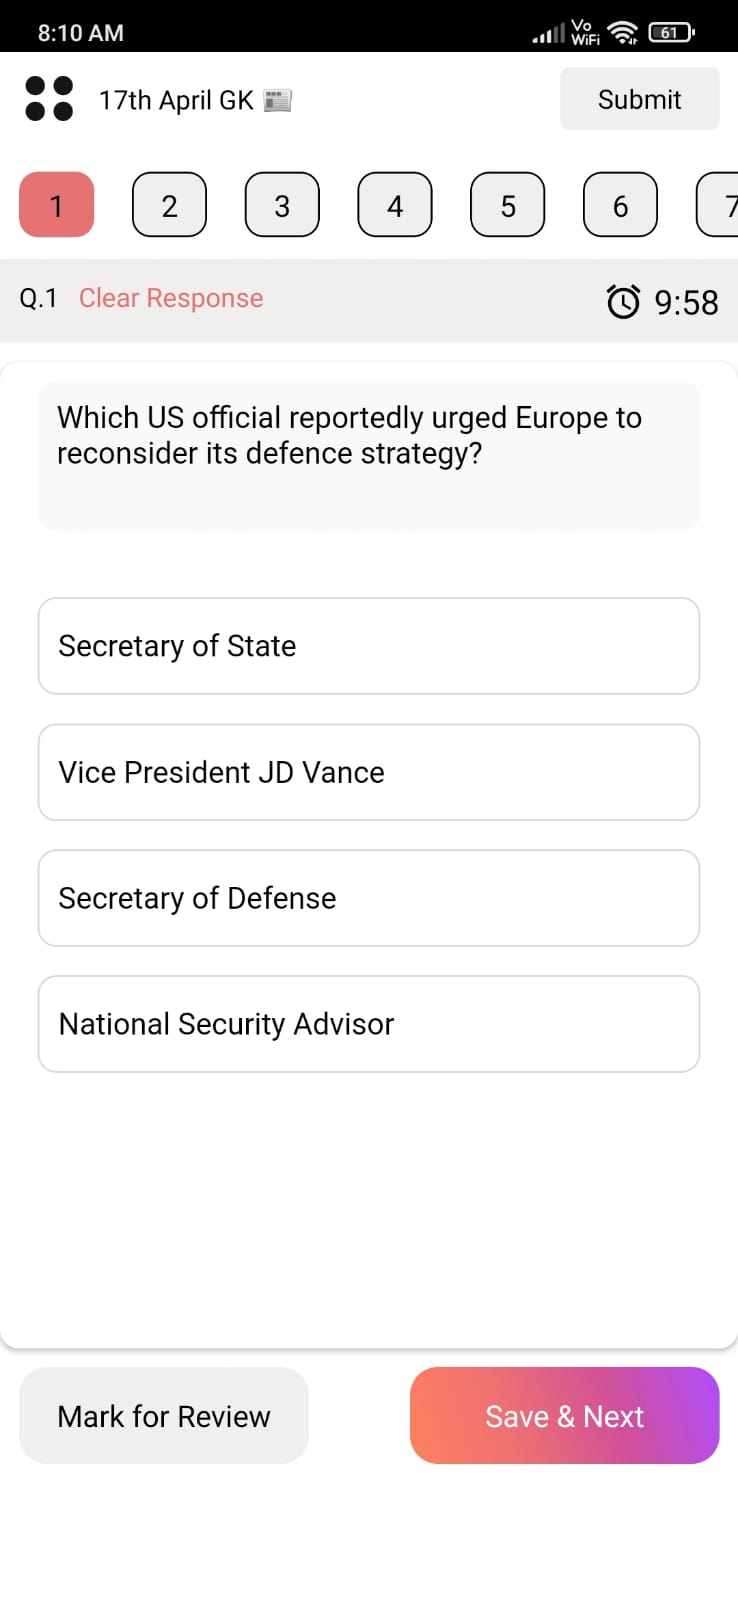 8:10 AM
Vo
WiFi
61
17th April GK
Submit
1
2
3
4
5
6
7
Q.1 Clear Response
9:58
Which US official reportedly urged Europe to
reconsider its defence strategy?
Secretary of State
Vice President JD Vance
Secretary of Defense
National Security Advisor
Mark for Review
Save & Next